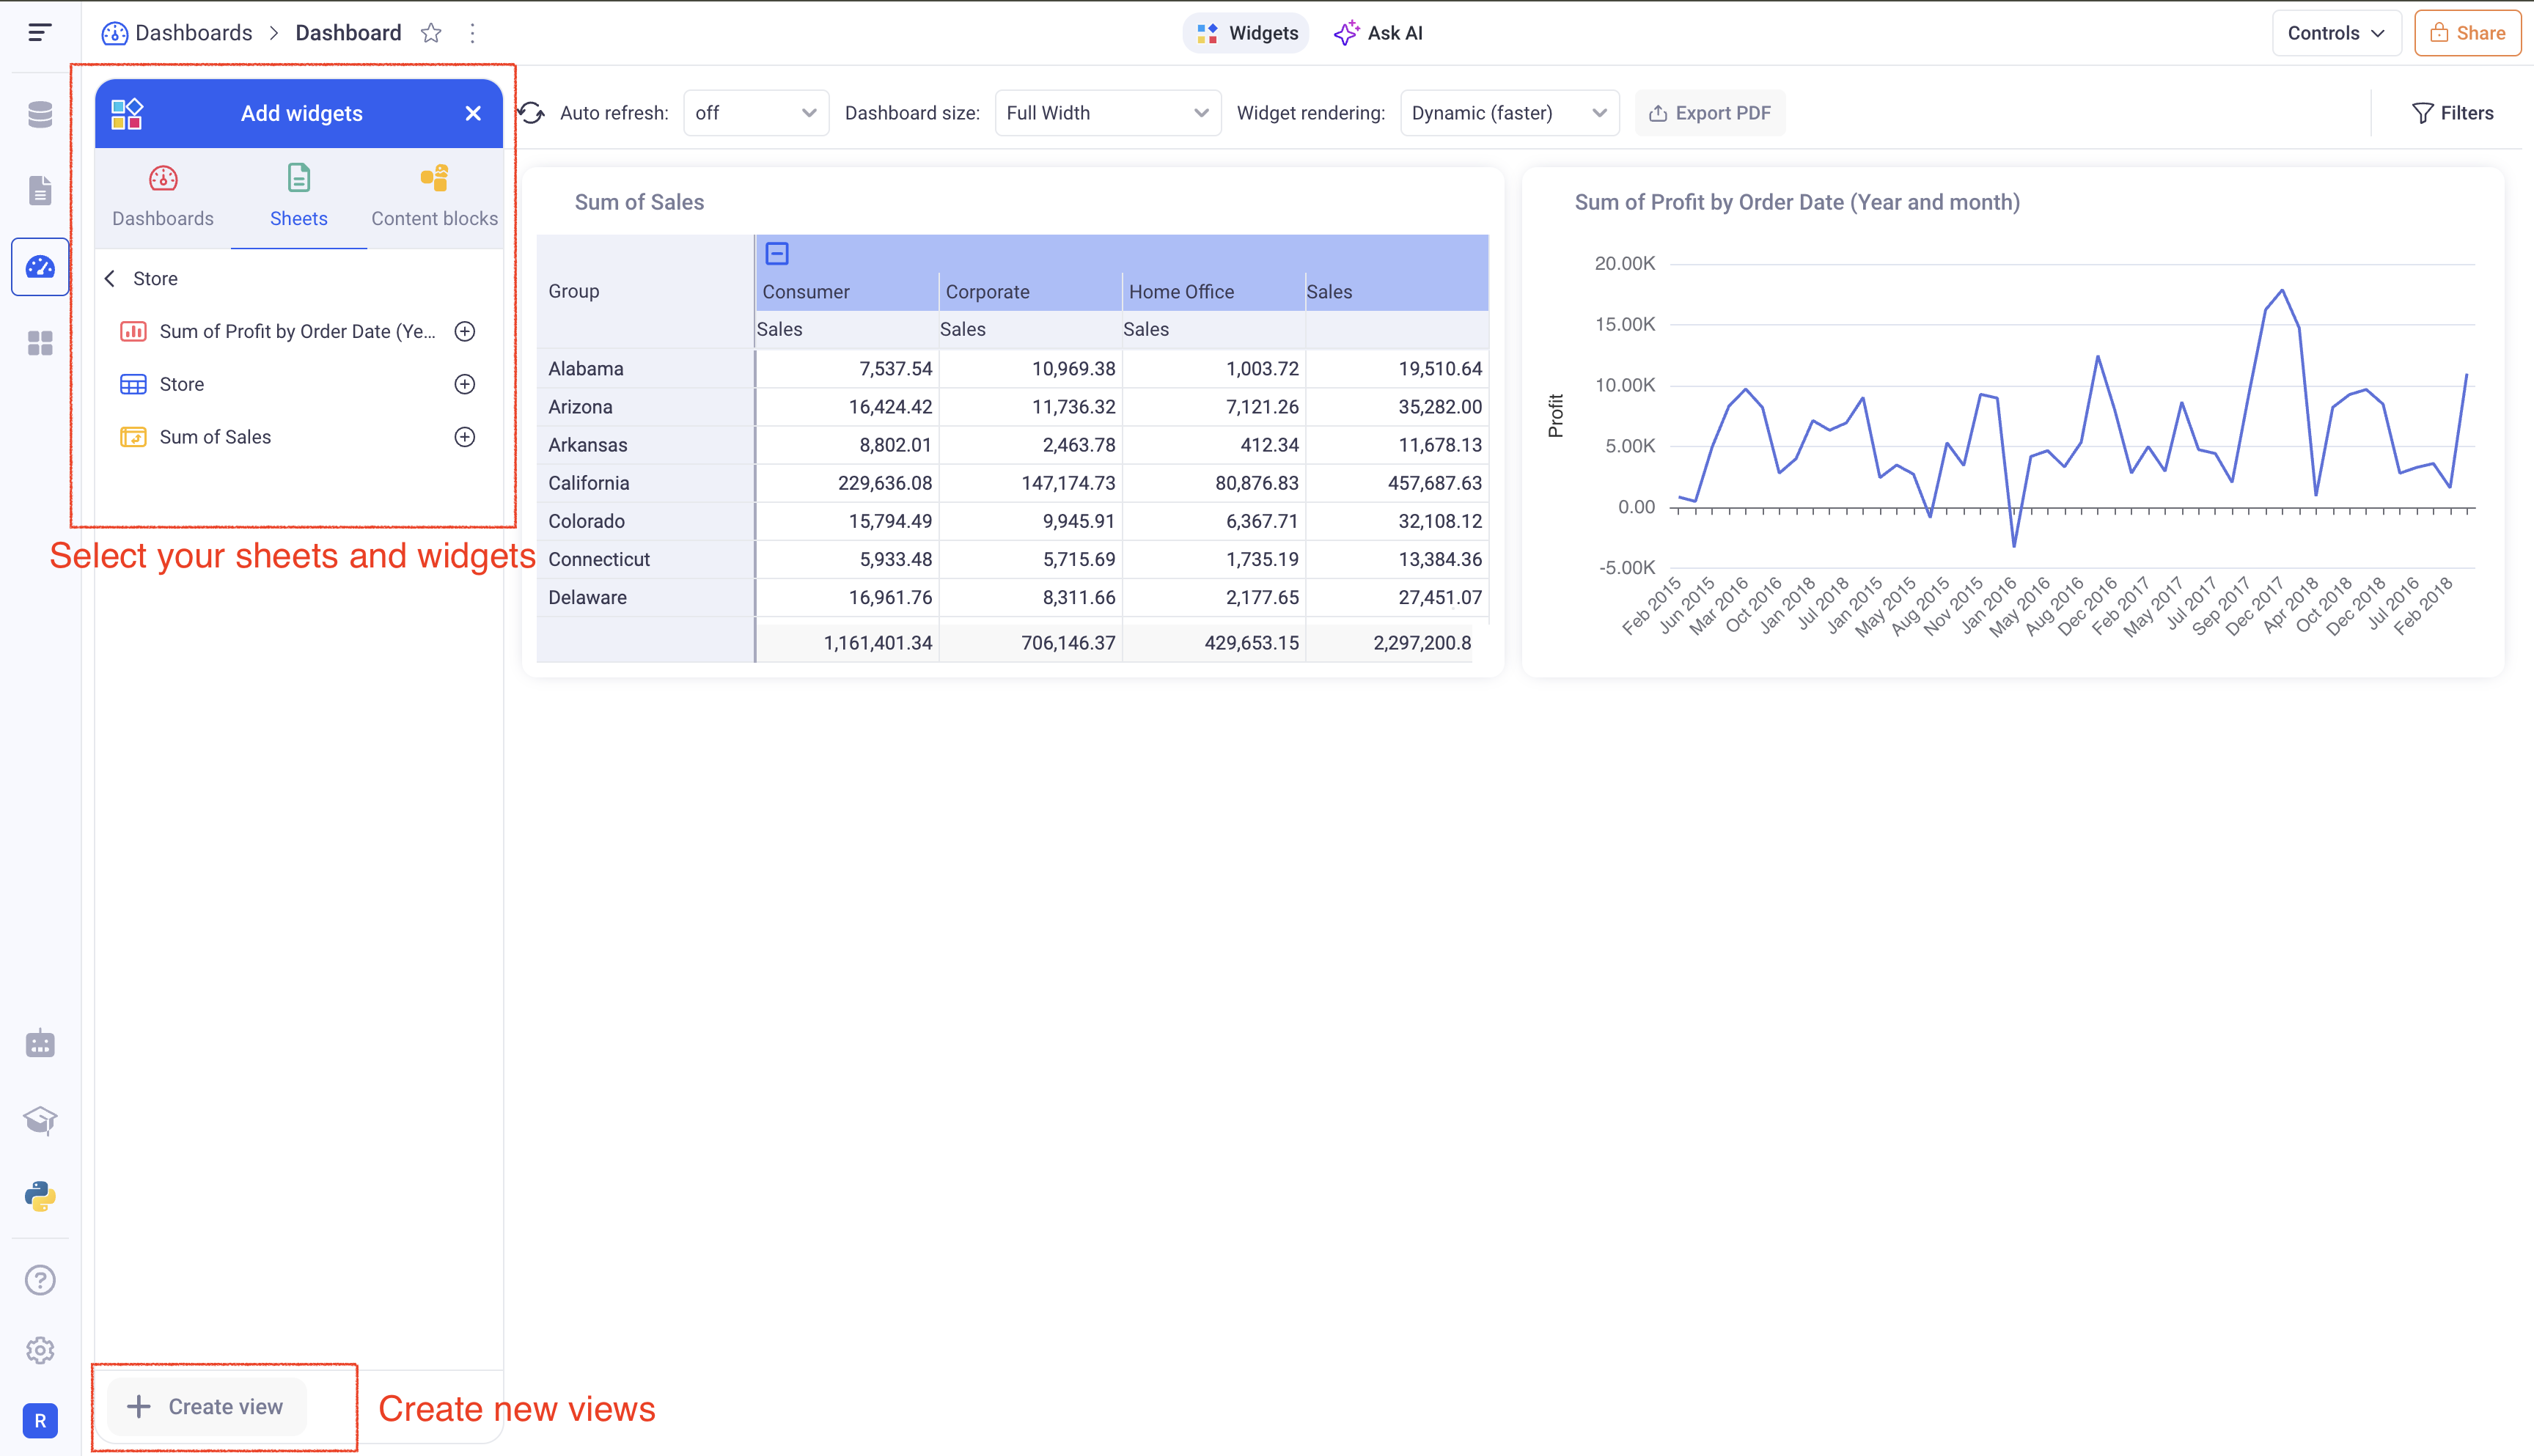 Dashboards > Dashboard
Widgets
Ask AI
Controls
Share
Add widgets
Auto refresh:
off
Dashboard size:
Full Width
Widget rendering:
Dynamic (faster)
Export PDF
Filters
Dashboards
Sheets
Content blocks
Store
Sum of Profit by Order Date (Ye...
Store
Sum of Sales
Select your sheets and widgets
Create view
Create new views
R
Sum of Sales
Group
Consumer Corporate Home Office Sales
Sales Sales Sales
Alabama 7,537.54 10,969.38 1,003.72 19,510.64
Arizona 16,424.42 11,736.32 7,121.26 35,282.00
Arkansas 8,802.01 2,463.78 412.34 11,678.13
California 229,636.08 147,174.73 80,876.83 457,687.63
Colorado 15,794.49 9,945.91 6,367.71 32,108.12
Connecticut 5,933.48 5,715.69 1,735.19 13,384.36
Delaware 16,961.76 8,311.66 2,177.65 27,451.07
1,161,401.34 706,146.37 429,653.15 2,297,200.8
Sum of Profit by Order Date (Year and month)
Profit
20.00K
15.00K
10.00K
5.00K
0.00
-5.00K
Feb 2015
Jun 2015
Mar 2016
Oct 2016
Jan 2018
Jul 2018
Jan 2015
May 2015
Aug 2015
Nov 2015
Jan 2016
May 2016
Aug 2016
Dec 2016
Feb 2017
May 2017
Jul 2017
Sep 2017
Dec 2017
Apr 2018
Oct 2018
Dec 2018
Jul 2016
Feb 2018